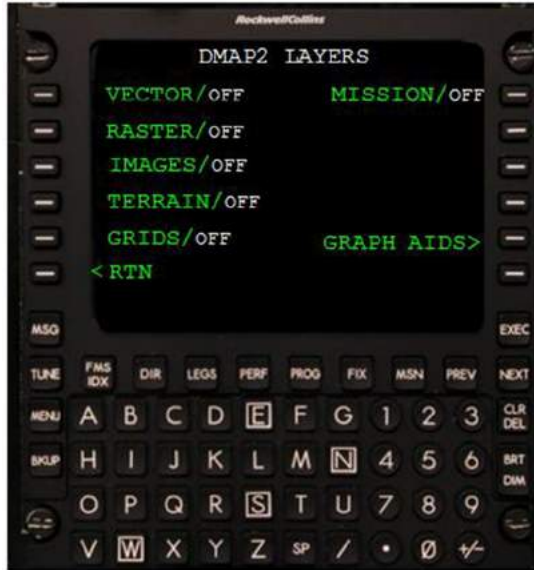 RockwellCollins
DMAP2 LAYERS
VECTOR/OFF MISSION/OFF
RASTER/OFF
IMAGES/OFF
TERRAIN/OFF
GRIDS/OFF GRAPH AIDS>
<RTN
MSG EXEC
TUNE FMS IDX DIR LEGS PERF PROG FIX MSN PREV NEXT
MENU A B C D E F G 1 2 3 CLR DEL
BKUP H I J K L M N 4 5 6 BRT DIM
O P Q R S T U 7 8 9
V W X Y Z SP / • Ø +/-